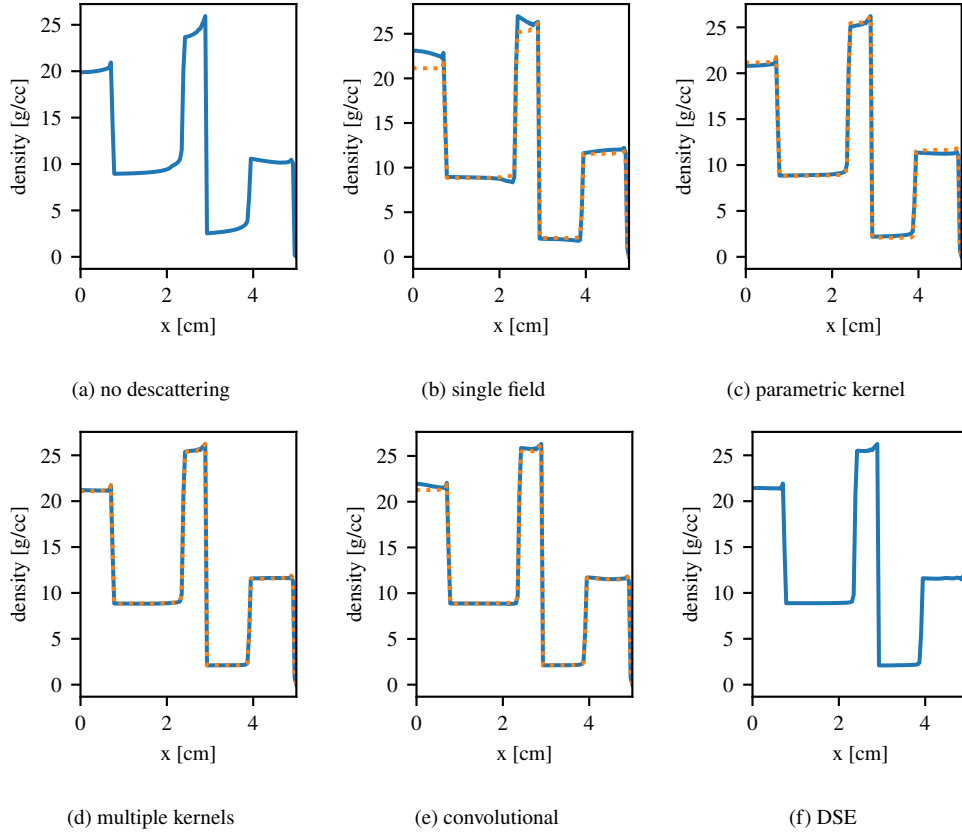 25
20
15
10
5
0
density [g/cc]
0 2 4
x [cm]
(a) no descattering
25
20
15
10
5
0
density [g/cc]
0 2 4
x [cm]
(b) single field
25
20
15
10
5
0
density [g/cc]
0 2 4
x [cm]
(c) parametric kernel
25
20
15
10
5
0
density [g/cc]
0 2 4
x [cm]
(d) multiple kernels
25
20
15
10
5
0
density [g/cc]
0 2 4
x [cm]
(e) convolutional
25
20
15
10
5
0
density [g/cc]
0 2 4
x [cm]
(f) DSE